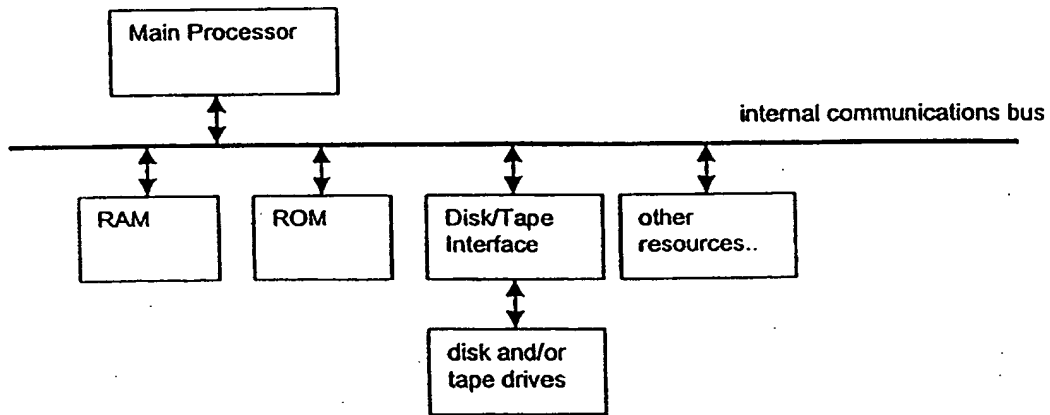 Main Processor
internal communications bus
RAM
ROM
Disk/Tape
Interface
other
resources..
disk and/or
tape drives